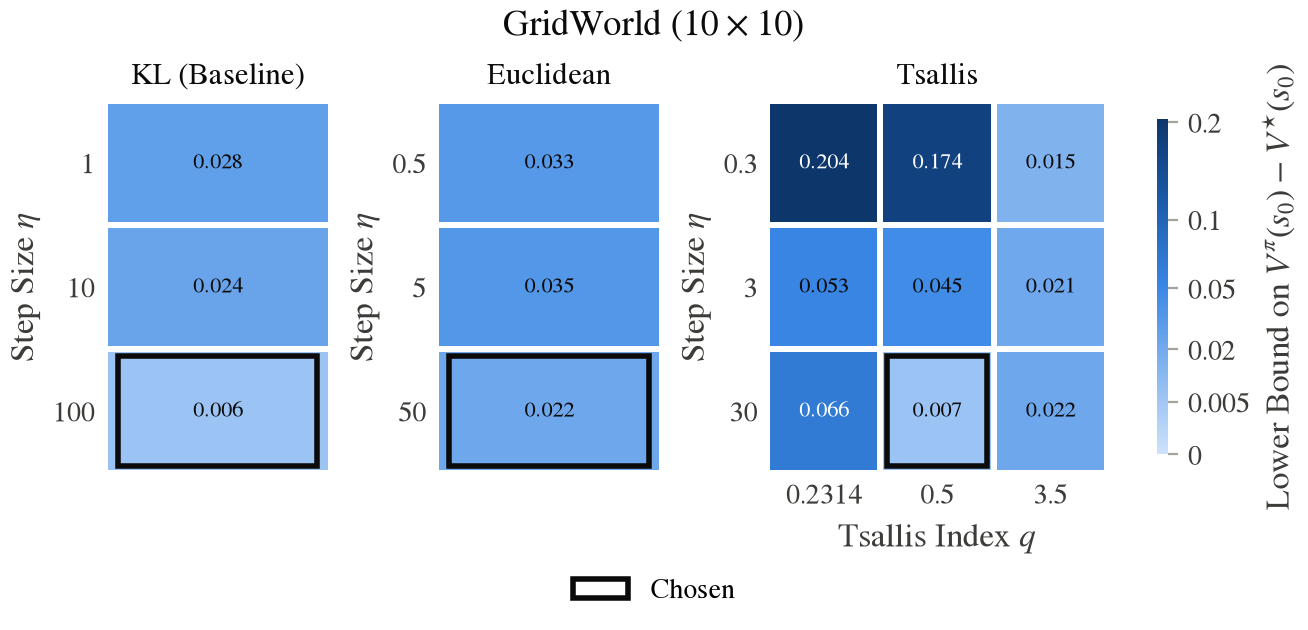 GridWorld (10 × 10)
KL (Baseline)
Step Size η
1
0.028
10
0.024
100
0.006
Euclidean
Step Size η
0.5
0.033
5
0.035
50
0.022
Tsallis
Step Size η
0.3
0.204 0.174 0.015
3
0.053 0.045 0.021
30
0.066 0.007 0.022
0.2314 0.5 3.5
Tsallis Index q
0.2
0.1
0.05
0.02
0.005
0
Lower Bound on V^π(s₀) − V^★(s₀)
Chosen